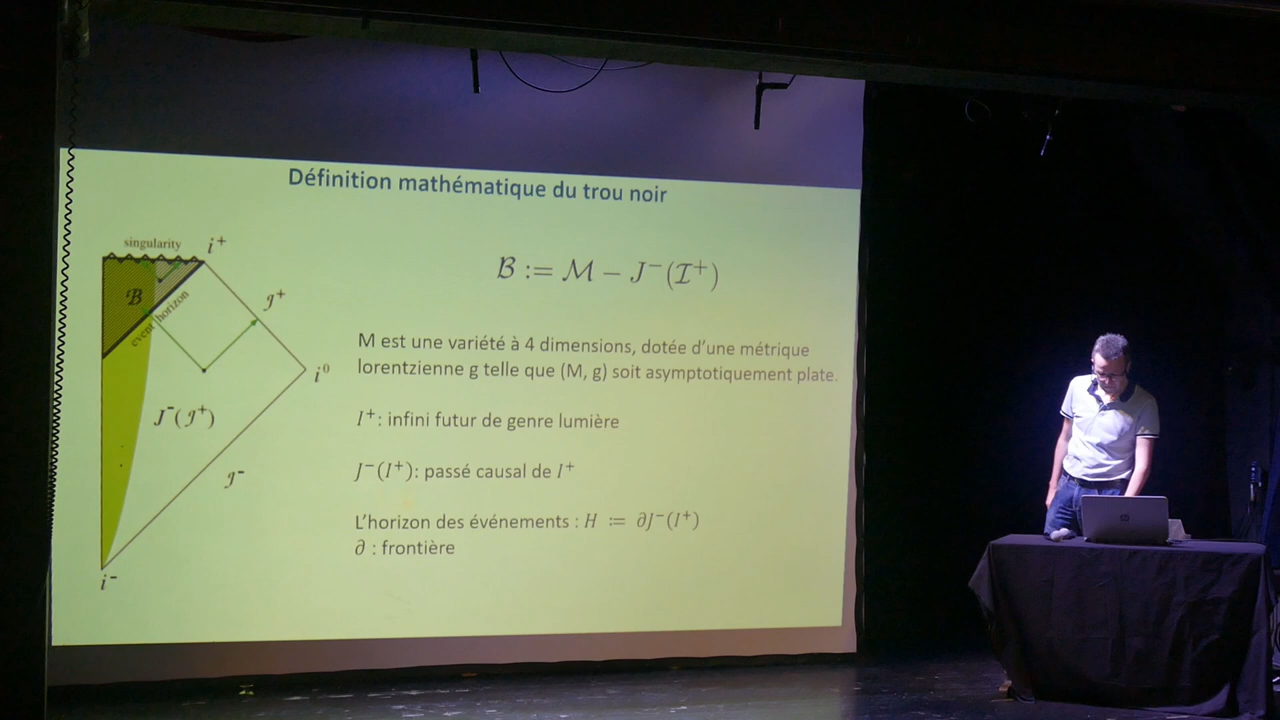 Définition mathématique du trou noir
singularity
i⁺
ℬ
event horizon
𝒥⁺
i⁰
J⁻(𝒥⁺)
𝒥⁻
i⁻
ℬ := ℳ − J⁻(ℐ⁺)
M est une variété à 4 dimensions, dotée d’une métrique
lorentzienne g telle que (M, g) soit asymptotiquement plate.
I⁺: infini futur de genre lumière
J⁻(I⁺): passé causal de I⁺
L’horizon des événements : H := ∂J⁻(I⁺)
∂ : frontière
hp